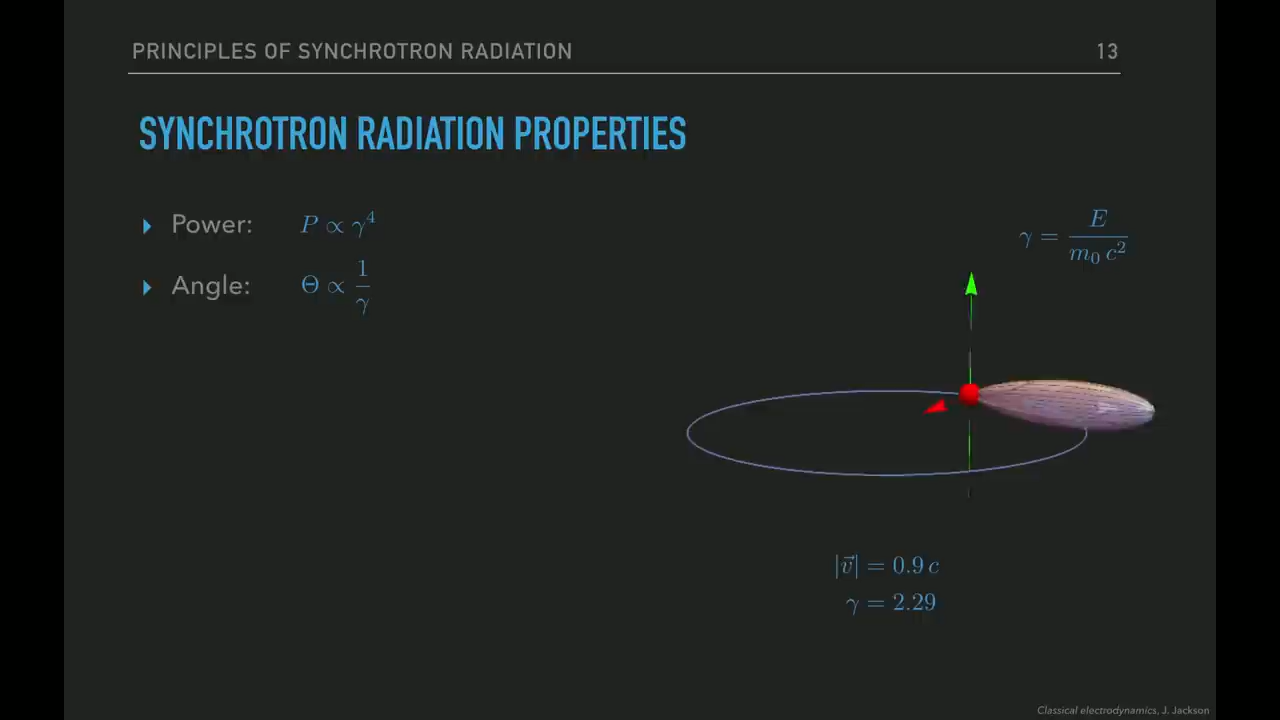 PRINCIPLES OF SYNCHROTRON RADIATION 13
SYNCHROTRON RADIATION PROPERTIES
Power: P ∝ γ⁴
Angle: Θ ∝ 1/γ
γ = E/(m₀ c²)
|v⃗| = 0.9 c
γ = 2.29
Classical electrodynamics, J. Jackson